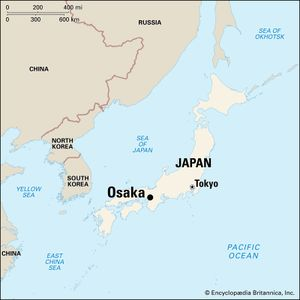 0 200 400 mi
0 300 600 km
RUSSIA
SEA OF
OKHOTSK
CHINA
NORTH
KOREA
SEA
OF
JAPAN
JAPAN
SOUTH
KOREA
Tokyo
Osaka
YELLOW
SEA
PACIFIC
OCEAN
EAST
CHINA
SEA
© Encyclopædia Britannica, Inc.